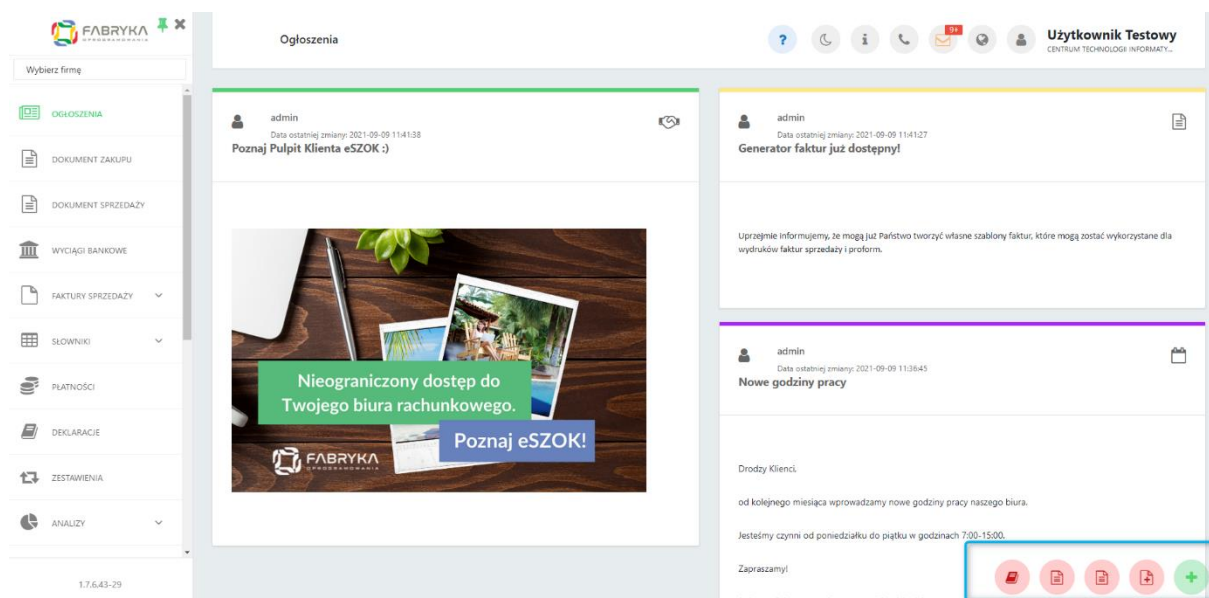 FABRYKA
OPROGRAMOWANIA
Wybierz firmę
OGŁOSZENIA
DOKUMENT ZAKUPU
DOKUMENT SPRZEDAŻY
WYCIĄGI BANKOWE
FAKTURY SPRZEDAŻY
SŁOWNIKI
PŁATNOŚCI
DEKLARACJE
ZESTAWIENIA
ANALIZY
1.7.6.43-29
Ogłoszenia
?
i
9+
Użytkownik Testowy
CENTRUM TECHNOLOGII INFORMATY...
admin
Data ostatniej zmiany: 2021-09-09 11:41:38
Poznaj Pulpit Klienta eSZOK :)
Nieograniczony dostęp do
Twojego biura rachunkowego.
Poznaj eSZOK!
FABRYKA
OPROGRAMOWANIA
admin
Data ostatniej zmiany: 2021-09-09 11:41:27
Generator faktur już dostępny!
Uprzejmie informujemy, że mogą już Państwo tworzyć własne szablony faktur, które mogą zostać wykorzystane dla
wydruków faktur sprzedaży i proform.
admin
Data ostatniej zmiany: 2021-09-09 11:36:45
Nowe godziny pracy
Drodzy Klienci,
od kolejnego miesiąca wprowadzamy nowe godziny pracy naszego biura.
Jesteśmy czynni od poniedziałku do piątku w godzinach 7:00-15:00.
Zapraszamy!